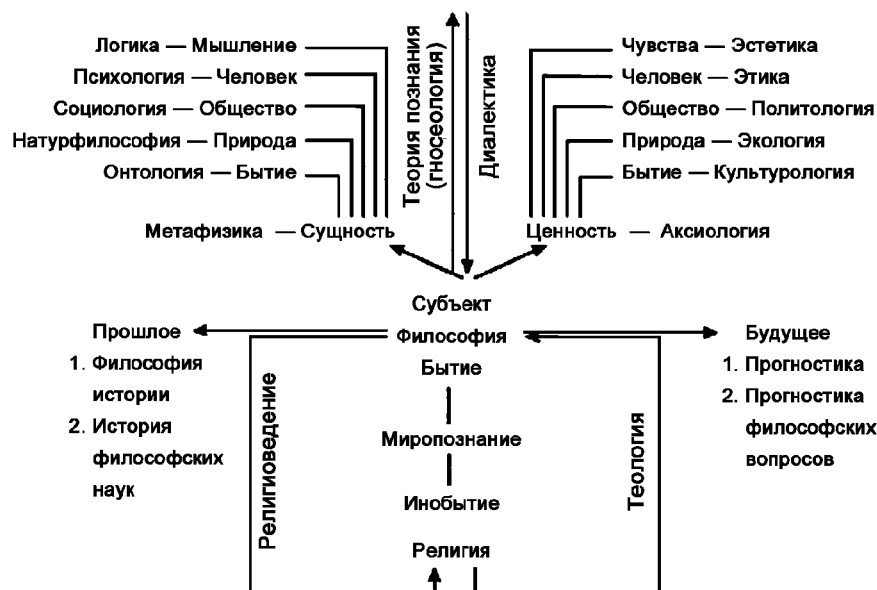 Логика — Мышление
Психология — Человек
Социология — Общество
Натурфилософия — Природа
Онтология — Бытие
Метафизика — Сущность
Теория познания
(гносеология)
Диалектика
Чувства — Эстетика
Человек — Этика
Общество — Политология
Природа — Экология
Бытие — Культурология
Ценность — Аксиология
Субъект
Философия
Бытие
Миропознание
Инобытие
Религия
Прошлое
1. Философия
истории
2. История
философских
наук
Религиоведение
Теология
Будущее
1. Прогностика
2. Прогностика
философских
вопросов